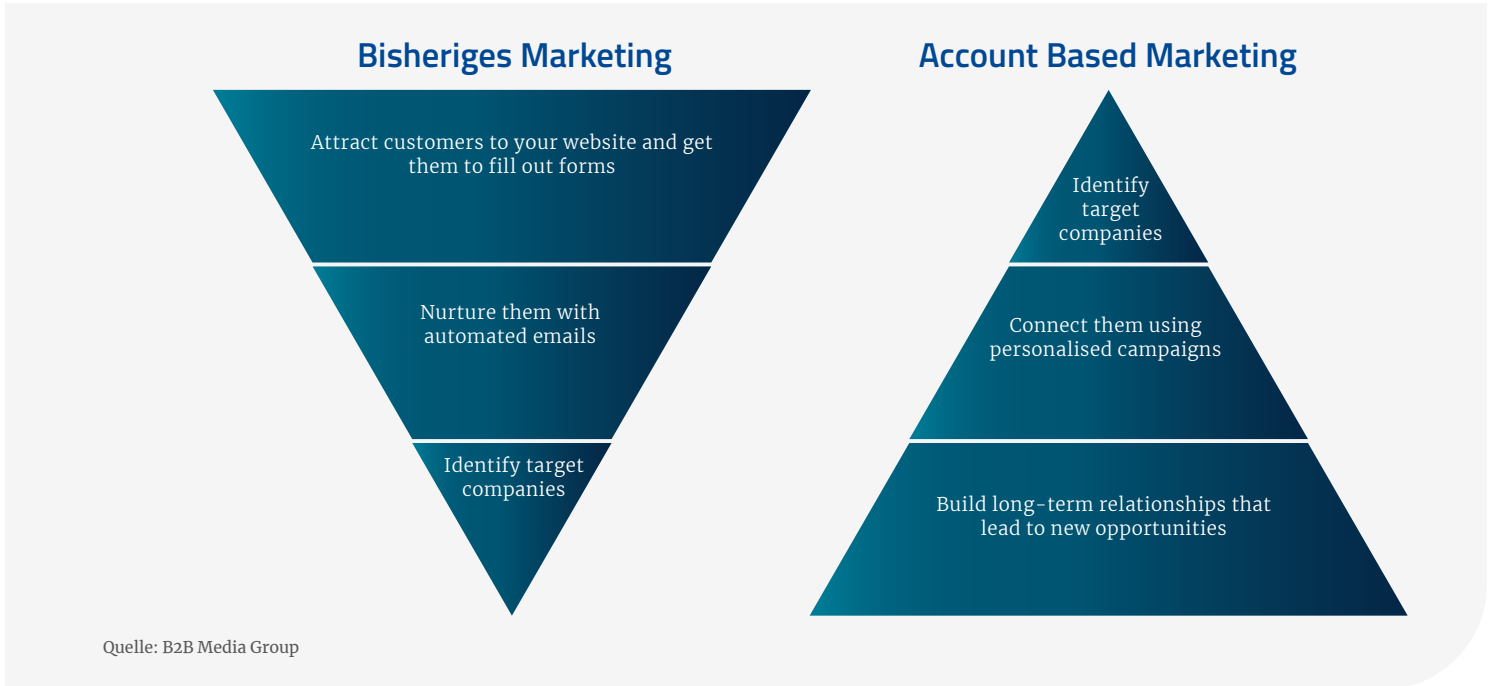 Bisheriges Marketing
Attract customers to your website and get
them to fill out forms
Nurture them with
automated emails
Identify target
companies
Account Based Marketing
Identify
target
companies
Connect them using
personalised campaigns
Build long-term relationships that
lead to new opportunities
Quelle: B2B Media Group